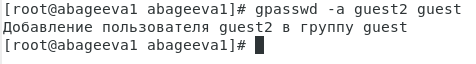 [root@abageeva1 abageeva1]# gpasswd -a guest2 guest
Добавление пользователя guest2 в группу guest
[root@abageeva1 abageeva1]#